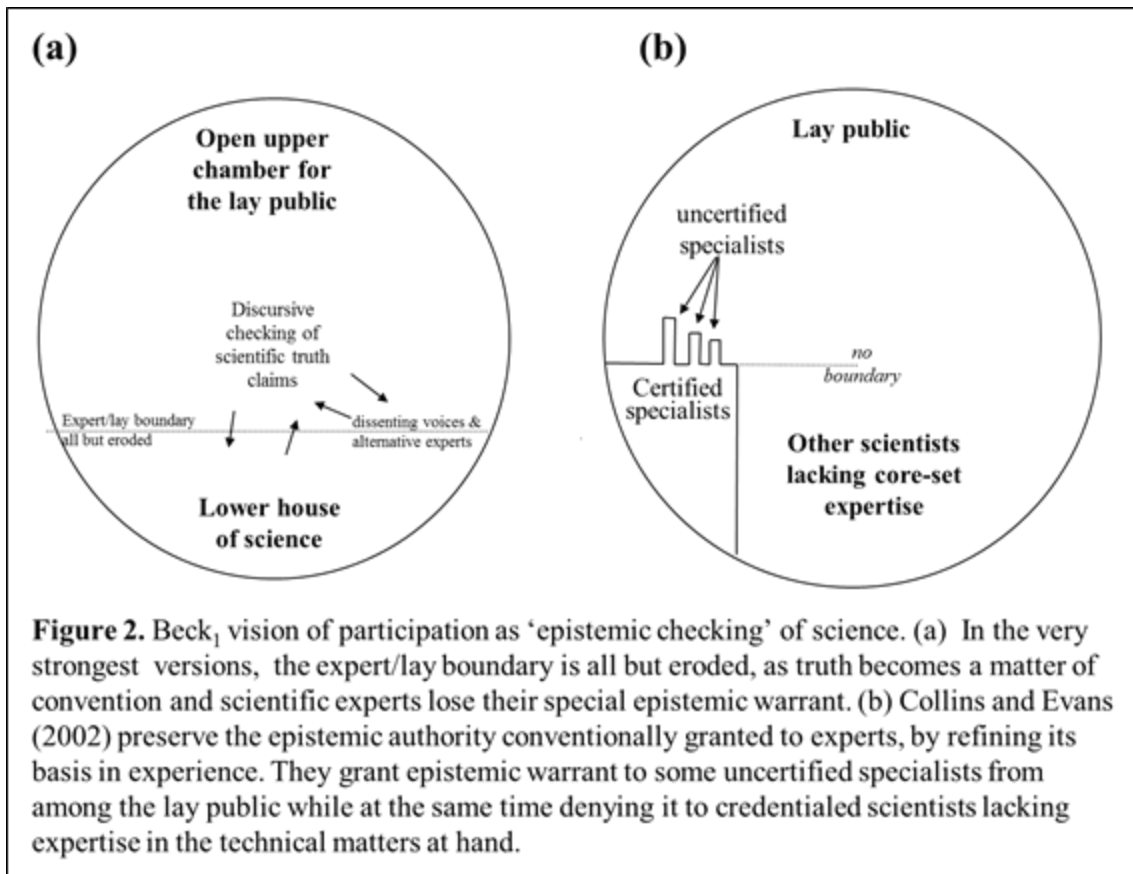 (a)
Open upper
chamber for
the lay public
Discursive
checking of
scientific truth
claims
Expert/lay boundary
all but eroded
dissenting voices &
alternative experts
Lower house
of science
(b)
Lay public
uncertified
specialists
no
boundary
Certified
specialists
Other scientists
lacking core-set
expertise
Figure 2. Beck₁ vision of participation as ‘epistemic checking’ of science. (a) In the very
strongest versions, the expert/lay boundary is all but eroded, as truth becomes a matter of
convention and scientific experts lose their special epistemic warrant. (b) Collins and Evans
(2002) preserve the epistemic authority conventionally granted to experts, by refining its
basis in experience. They grant epistemic warrant to some uncertified specialists from
among the lay public while at the same time denying it to credentialed scientists lacking
expertise in the technical matters at hand.